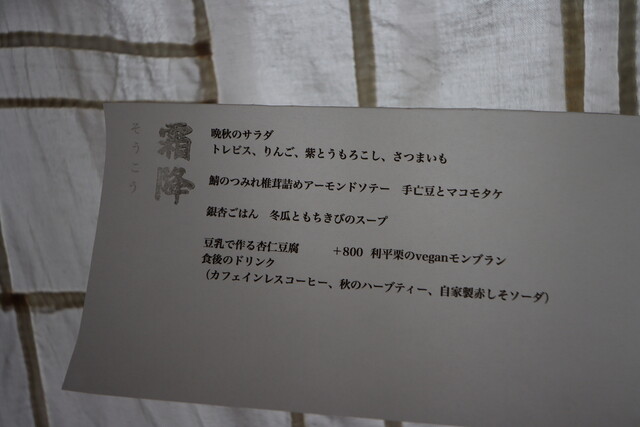 霜降
そうこう
晩秋のサラダ
トレビス、りんご、紫とうもろこし、さつまいも
鯖のつみれ椎茸詰めアーモンドソテー　手亡豆とマコモタケ
銀杏ごはん　冬瓜ともちきびのスープ
豆乳で作る杏仁豆腐　　+800 利平栗のveganモンブラン
食後のドリンク
（カフェインレスコーヒー、秋のハーブティー、自家製赤しそソーダ）